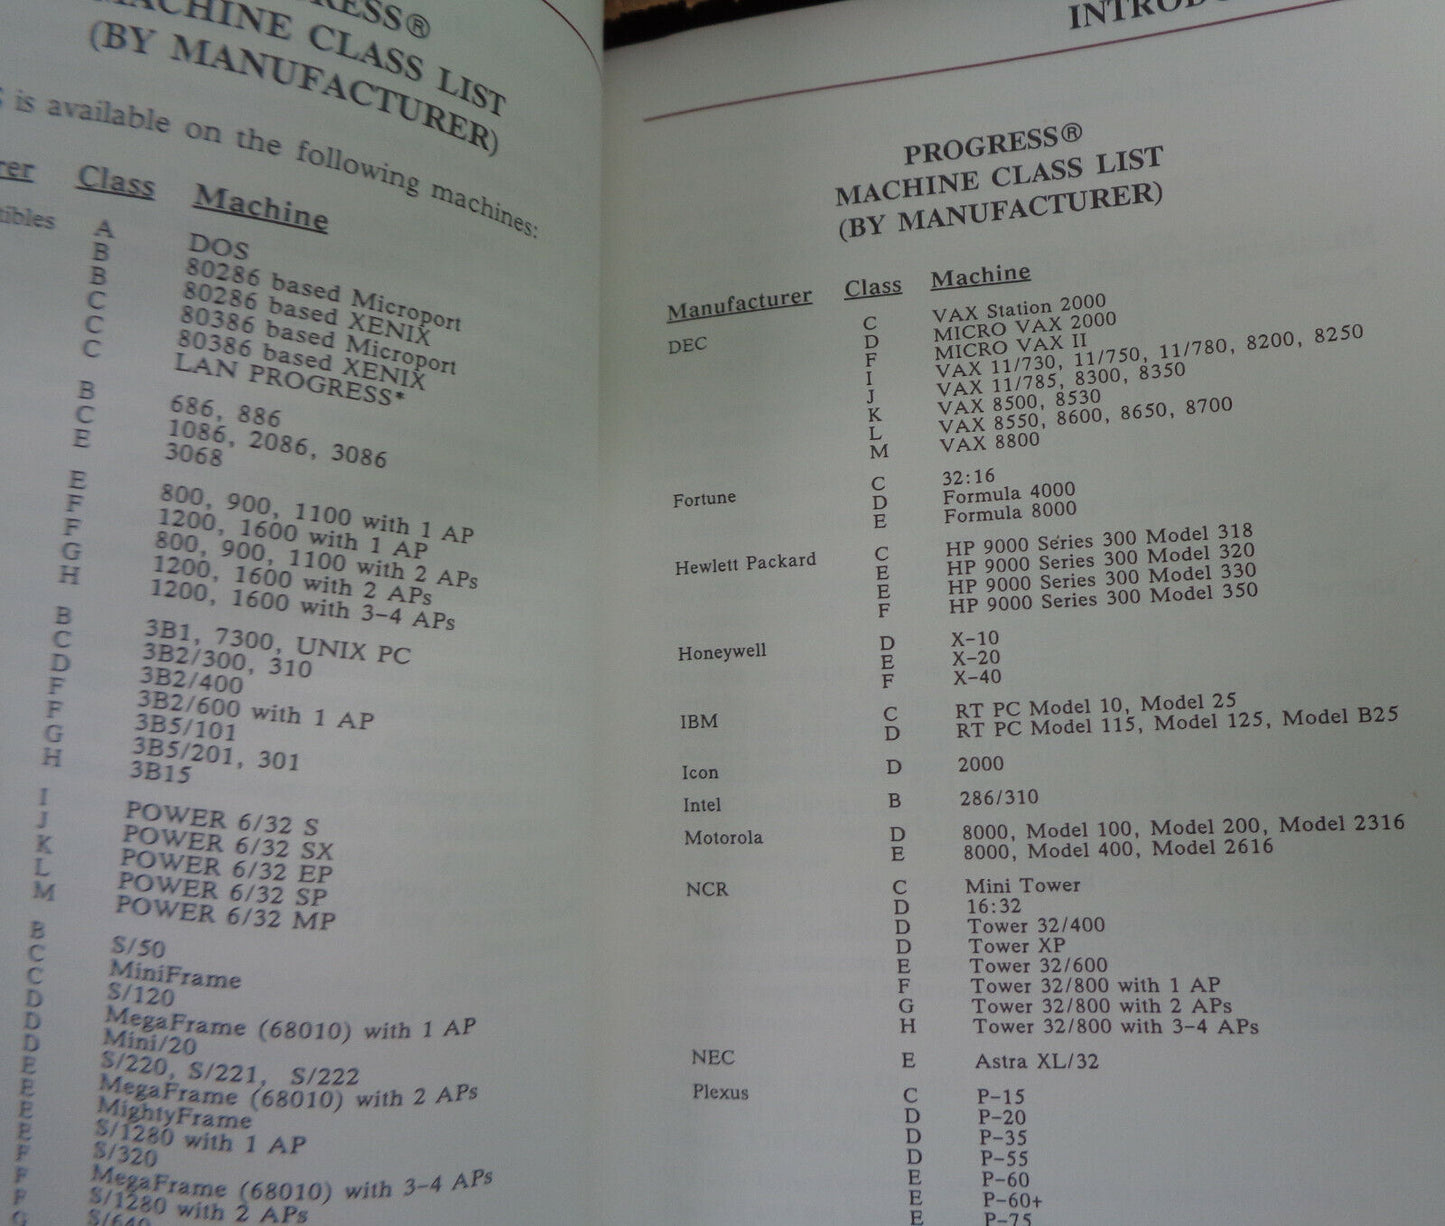 MACHINE CLASS LIST
(BY MANUFACTURER)
is available on the following machines:
Class Machine
A DOS
B 80286 based Microport
B 80286 based XENIX
C 80386 based Microport
C 80386 based XENIX
C LAN PROGRESS*
B 686, 886
C 1086, 2086, 3086
E 3068
E 800, 900, 1100 with 1 AP
F 1200, 1600 with 1 AP
F 800, 900, 1100 with 2 APs
G 1200, 1600 with 2 APs
H 1200, 1600 with 3-4 APs
B 3B1, 7300, UNIX PC
C 3B2/300, 310
D 3B2/400
F 3B2/600 with 1 AP
F 3B5/101
G 3B5/201, 301
H 3B15
I POWER 6/32 S
J POWER 6/32 SX
K POWER 6/32 EP
L POWER 6/32 SP
M POWER 6/32 MP
B S/50
C MiniFrame
C S/120
D MegaFrame (68010) with 1 AP
D Mini/20
D S/220, S/221, S/222
E MegaFrame (68010) with 2 APs
E MightyFrame
E S/1280 with 1 AP
E S/320
F MegaFrame (68010) with 3-4 APs
F S/1280 with 2 APs
PROGRESS®
MACHINE CLASS LIST
(BY MANUFACTURER)
Manufacturer Class Machine
DEC C VAX Station 2000
D MICRO VAX 2000
F MICRO VAX II
I VAX 11/730, 11/750, 11/780, 8200, 8250
J VAX 11/785, 8300, 8350
K VAX 8500, 8530
L VAX 8550, 8600, 8650, 8700
M VAX 8800
Fortune C 32:16
D Formula 4000
E Formula 8000
Hewlett Packard C HP 9000 Series 300 Model 318
E HP 9000 Series 300 Model 320
E HP 9000 Series 300 Model 330
F HP 9000 Series 300 Model 350
Honeywell D X-10
E X-20
F X-40
IBM C RT PC Model 10, Model 25
D RT PC Model 115, Model 125, Model B25
Icon D 2000
Intel B 286/310
Motorola D 8000, Model 100, Model 200, Model 2316
E 8000, Model 400, Model 2616
NCR C Mini Tower
D 16:32
D Tower 32/400
D Tower XP
E Tower 32/600
F Tower 32/800 with 1 AP
G Tower 32/800 with 2 APs
H Tower 32/800 with 3-4 APs
NEC E Astra XL/32
Plexus C P-15
D P-20
D P-35
D P-55
E P-60
E P-60+
E P-75